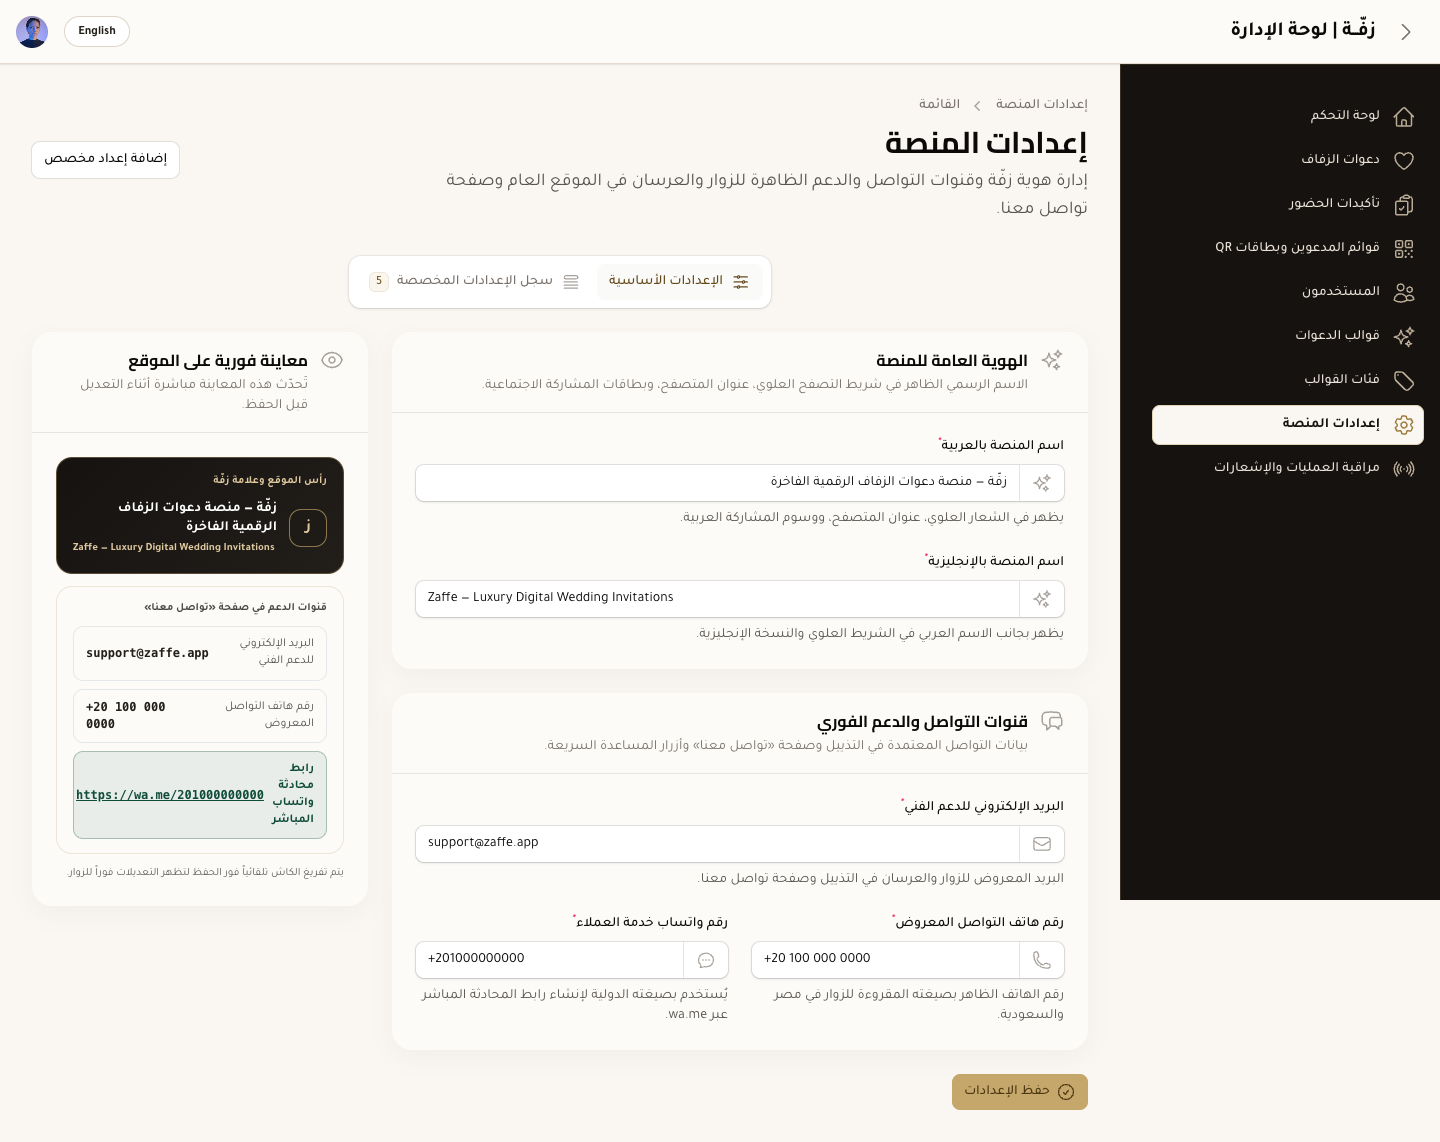 زفّـة | لوحة الإدارة
English
لوحة التحكم
دعوات الزفاف
تأكيدات الحضور
قوائم المدعوين وبطاقات QR
المستخدمون
قوالب الدعوات
فئات القوالب
إعدادات المنصة
مراقبة العمليات والإشعارات
إعدادات المنصة
القائمة
إعدادات المنصة
إدارة هوية زفّة وقنوات التواصل والدعم الظاهرة للزوار والعرسان في الموقع العام وصفحة
تواصل معنا.
إضافة إعداد مخصص
الإعدادات الأساسية
سجل الإعدادات المخصصة
5
الهوية العامة للمنصة
الاسم الرسمي الظاهر في شريط التصفح العلوي، عنوان المتصفح، وبطاقات المشاركة الاجتماعية.
اسم المنصة بالعربية*
زفّة – منصة دعوات الزفاف الرقمية الفاخرة
يظهر في الشعار العلوي، عنوان المتصفح، ووسوم المشاركة العربية.
اسم المنصة بالإنجليزية*
Zaffe – Luxury Digital Wedding Invitations
يظهر بجانب الاسم العربي في الشريط العلوي والنسخة الإنجليزية.
قنوات التواصل والدعم الفوري
بيانات التواصل المعتمدة في التذييل وصفحة «تواصل معنا» وأزرار المساعدة السريعة.
البريد الإلكتروني للدعم الفني*
support@zaffe.app
البريد المعروض للزوار والعرسان في التذييل وصفحة تواصل معنا.
رقم هاتف التواصل المعروض*
+20 100 000 0000
رقم الهاتف الظاهر بصيغته المقروءة للزوار في مصر
والسعودية.
رقم واتساب خدمة العملاء*
+201000000000
يُستخدم بصيغته الدولية لإنشاء رابط المحادثة المباشر
عبر wa.me.
حفظ الإعدادات
معاينة فورية على الموقع
تُحدّث هذه المعاينة مباشرة أثناء التعديل
قبل الحفظ.
رأس الموقع وعلامة زفّة
ز
زفّة – منصة دعوات الزفاف
الرقمية الفاخرة
Zaffe – Luxury Digital Wedding Invitations
قنوات الدعم في صفحة «تواصل معنا»
البريد الإلكتروني
للدعم الفني
support@zaffe.app
رقم هاتف التواصل
المعروض
+20 100 000
0000
رابط
محادثة
واتساب
المباشر
https://wa.me/201000000000
يتم تفريغ الكاش تلقائياً فور الحفظ لتظهر التعديلات فوراً للزوار.